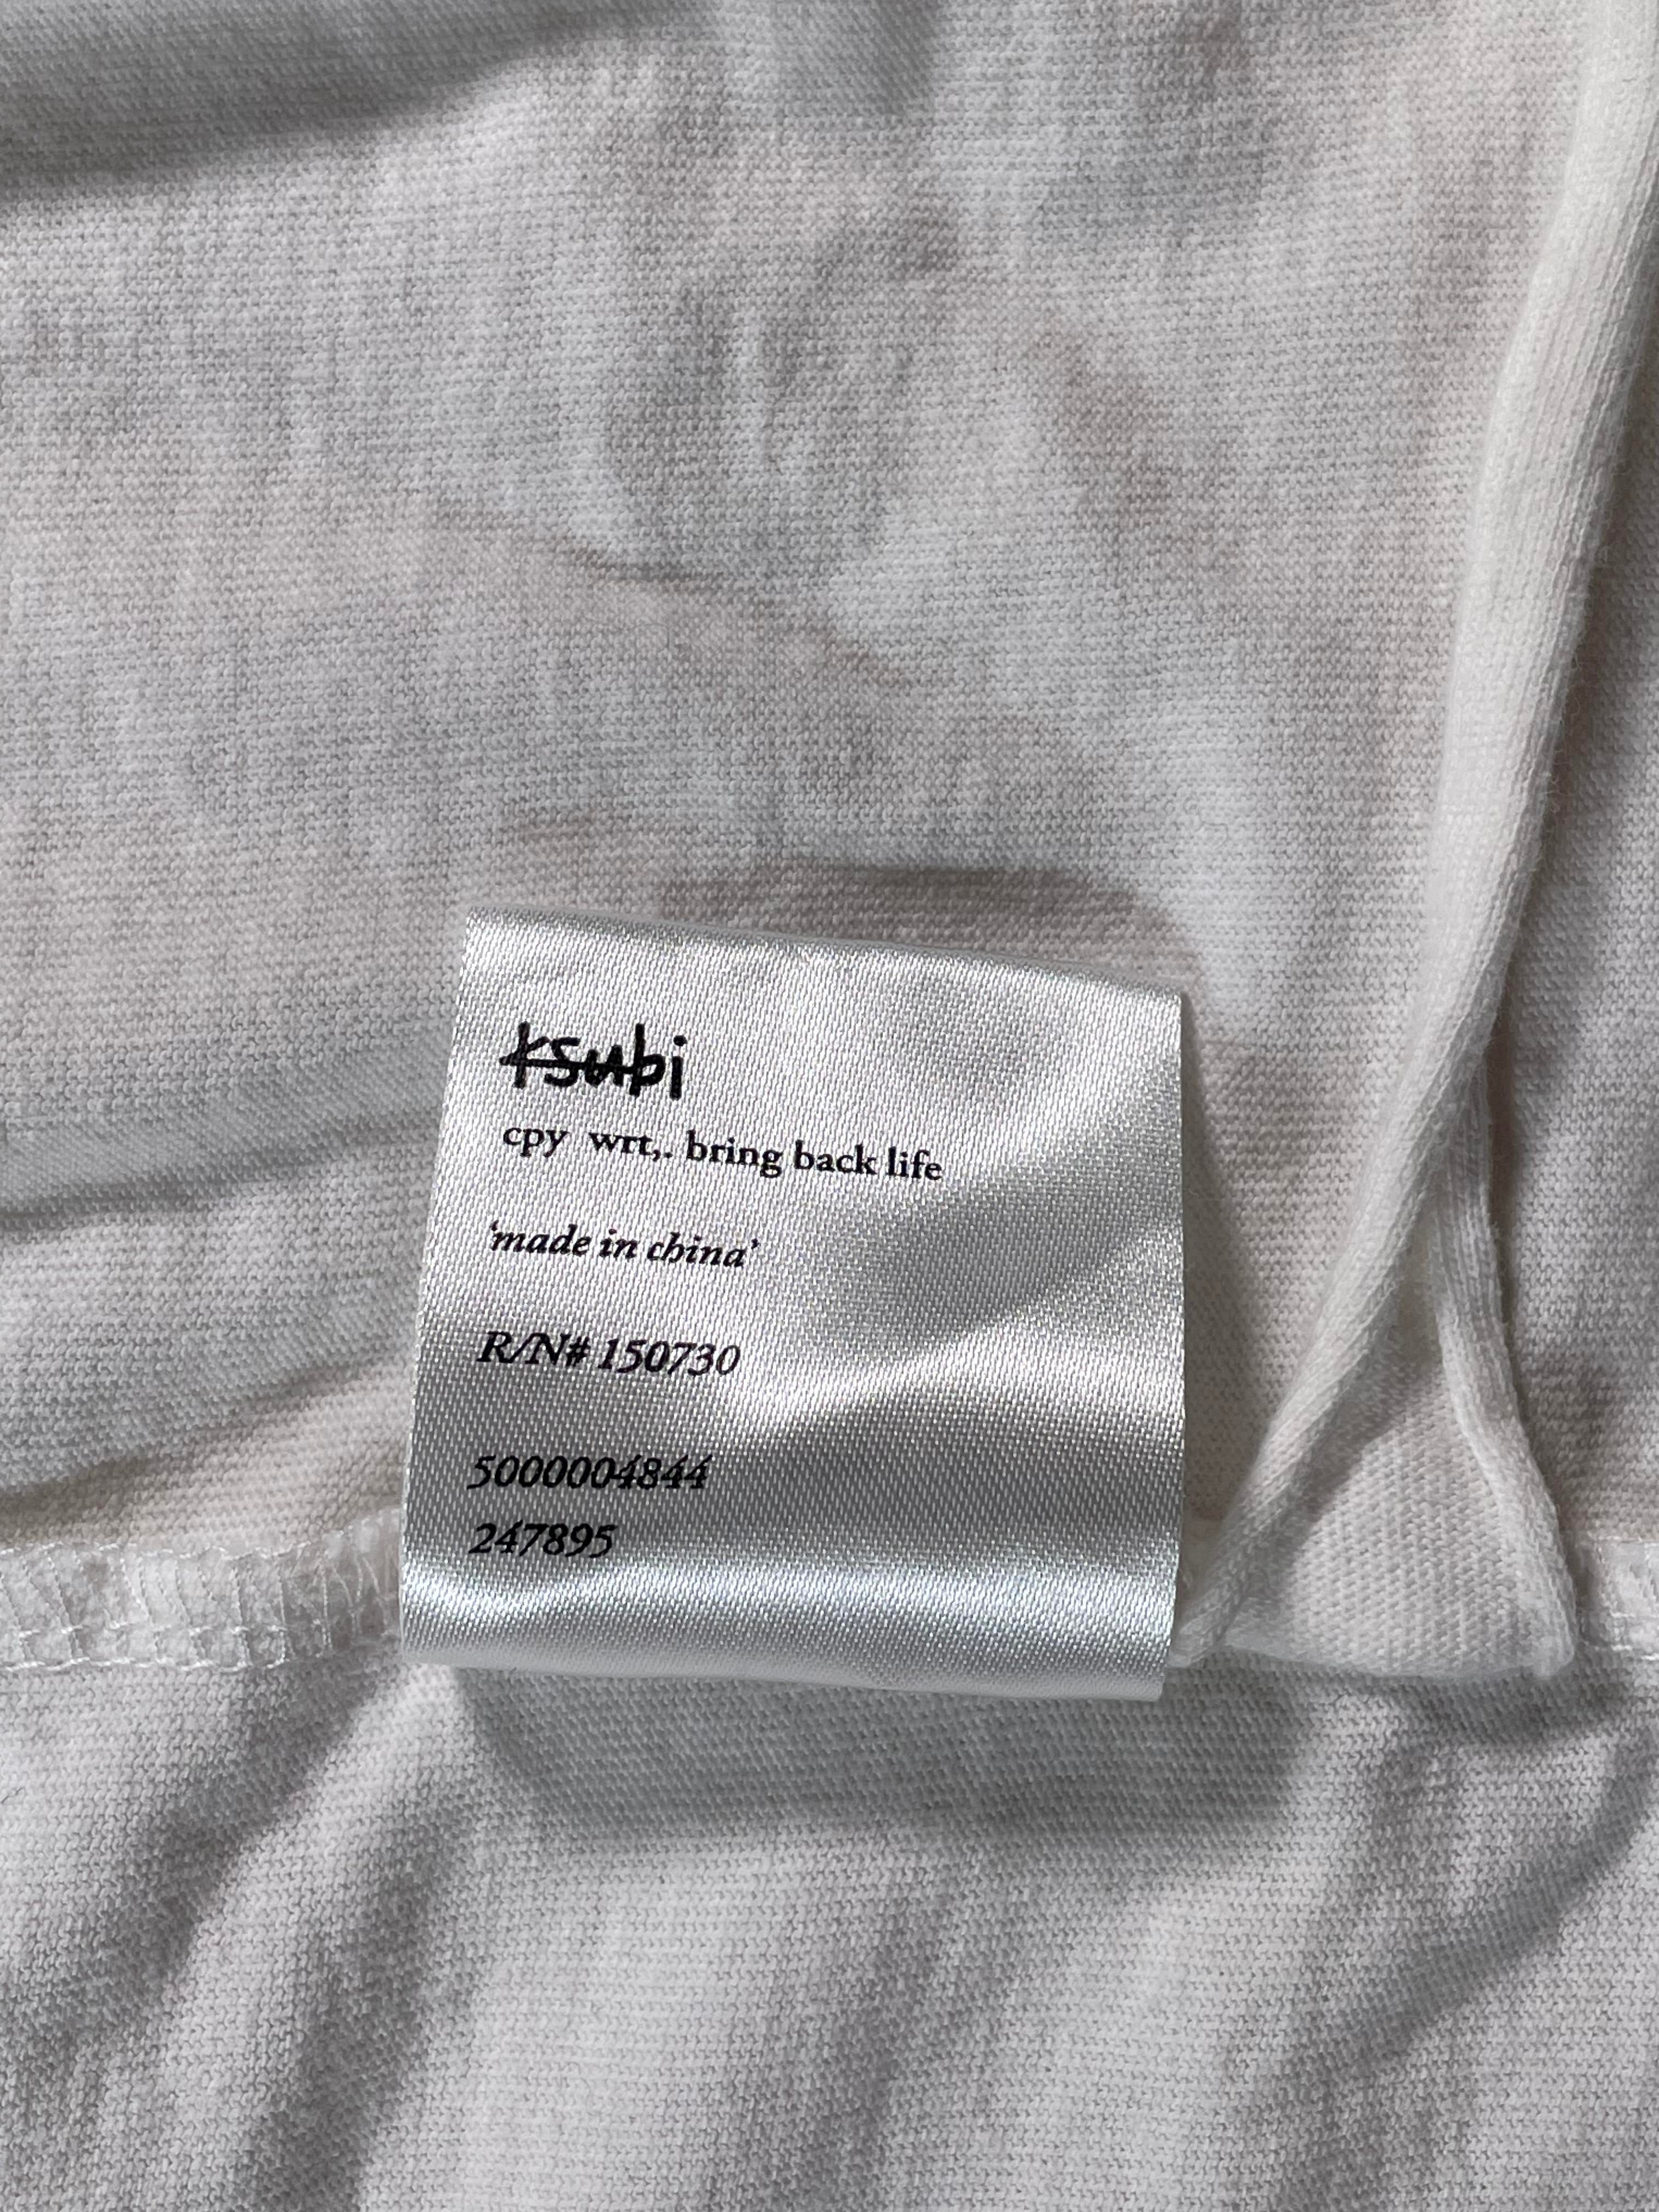 ksubi
cpy wrt,. bring back life
‘made in china’
R/N# 150730
5000004844
247895